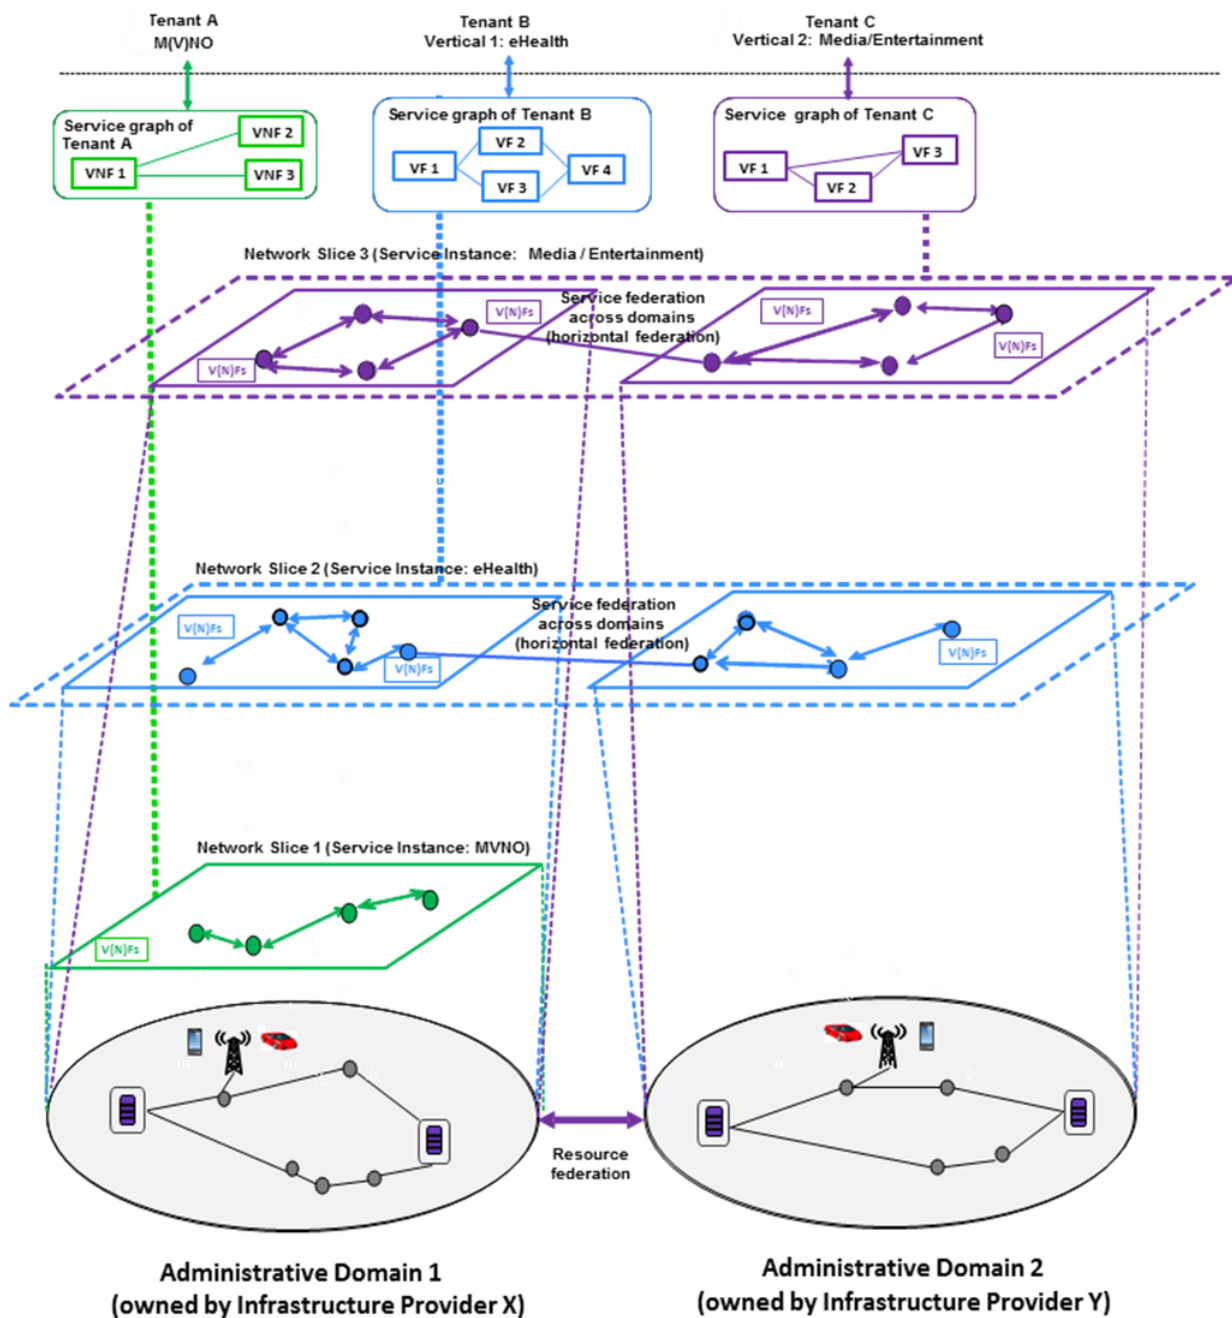 Tenant A
M(V)NO
Tenant B
Vertical 1: eHealth
Tenant C
Vertical 2: Media/Entertainment
Service graph of
Tenant A
VNF 1
VNF 2
VNF 3
Service graph of Tenant B
VF 1
VF 2
VF 3
VF 4
Service graph of Tenant C
VF 1
VF 2
VF 3
Network Slice 3 (Service Instance: Media / Entertainment)
V(N)Fs
V(N)Fs
Service federation
across domains
(horizontal federation)
V(N)Fs
V(N)Fs
Network Slice 2 (Service Instance: eHealth)
V(N)Fs
V(N)Fs
Service federation
across domains
(horizontal federation)
V(N)Fs
Network Slice 1 (Service Instance: MVNO)
V(N)Fs
Resource
federation
Administrative Domain 1
(owned by Infrastructure Provider X)
Administrative Domain 2
(owned by Infrastructure Provider Y)